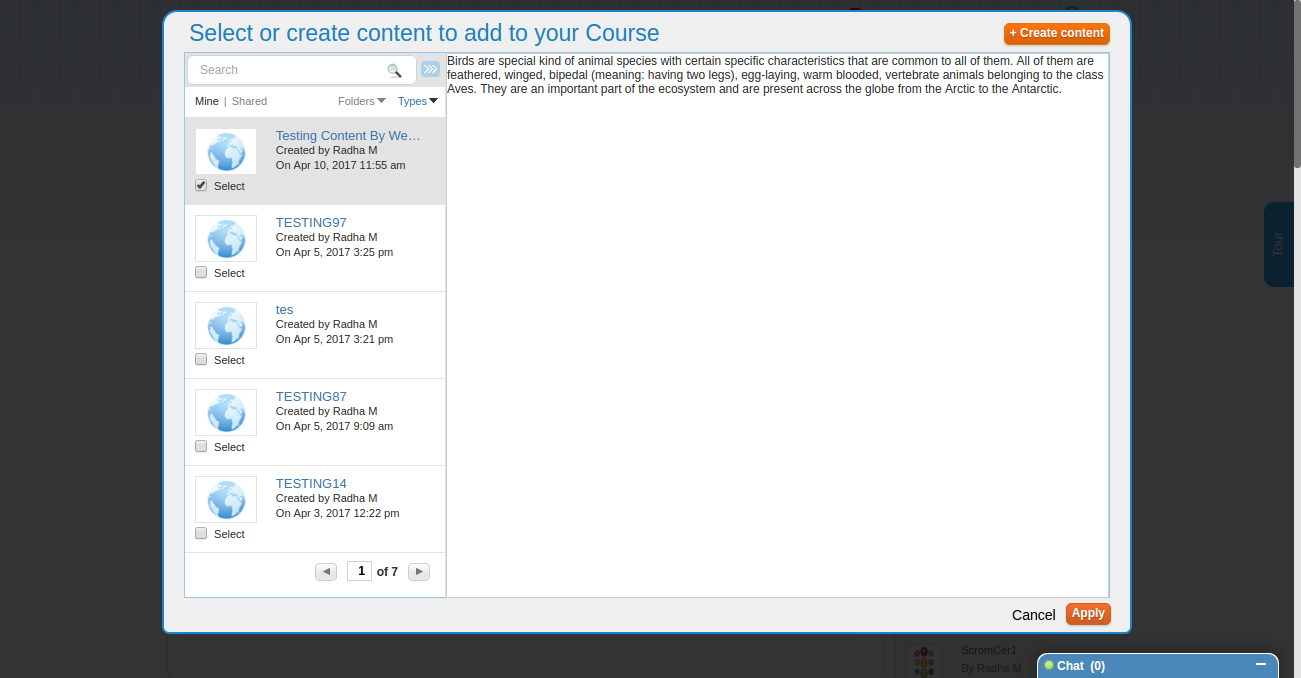 Select or create content to add to your Course
+ Create content
Search
Mine | Shared
Folders
Types
Testing Content By We…
Created by Radha M
On Apr 10, 2017 11:55 am
Select
TESTING97
Created by Radha M
On Apr 5, 2017 3:25 pm
Select
tes
Created by Radha M
On Apr 5, 2017 3:21 pm
Select
TESTING87
Created by Radha M
On Apr 5, 2017 9:09 am
Select
TESTING14
Created by Radha M
On Apr 3, 2017 12:22 pm
Select
1 of 7
Birds are special kind of animal species with certain specific characteristics that are common to all of them. All of them are
feathered, winged, bipedal (meaning: having two legs), egg-laying, warm blooded, vertebrate animals belonging to the class
Aves. They are an important part of the ecosystem and are present across the globe from the Arctic to the Antarctic.
Cancel
Apply
Tour
ScromCer1
By Radha M
Chat (0)